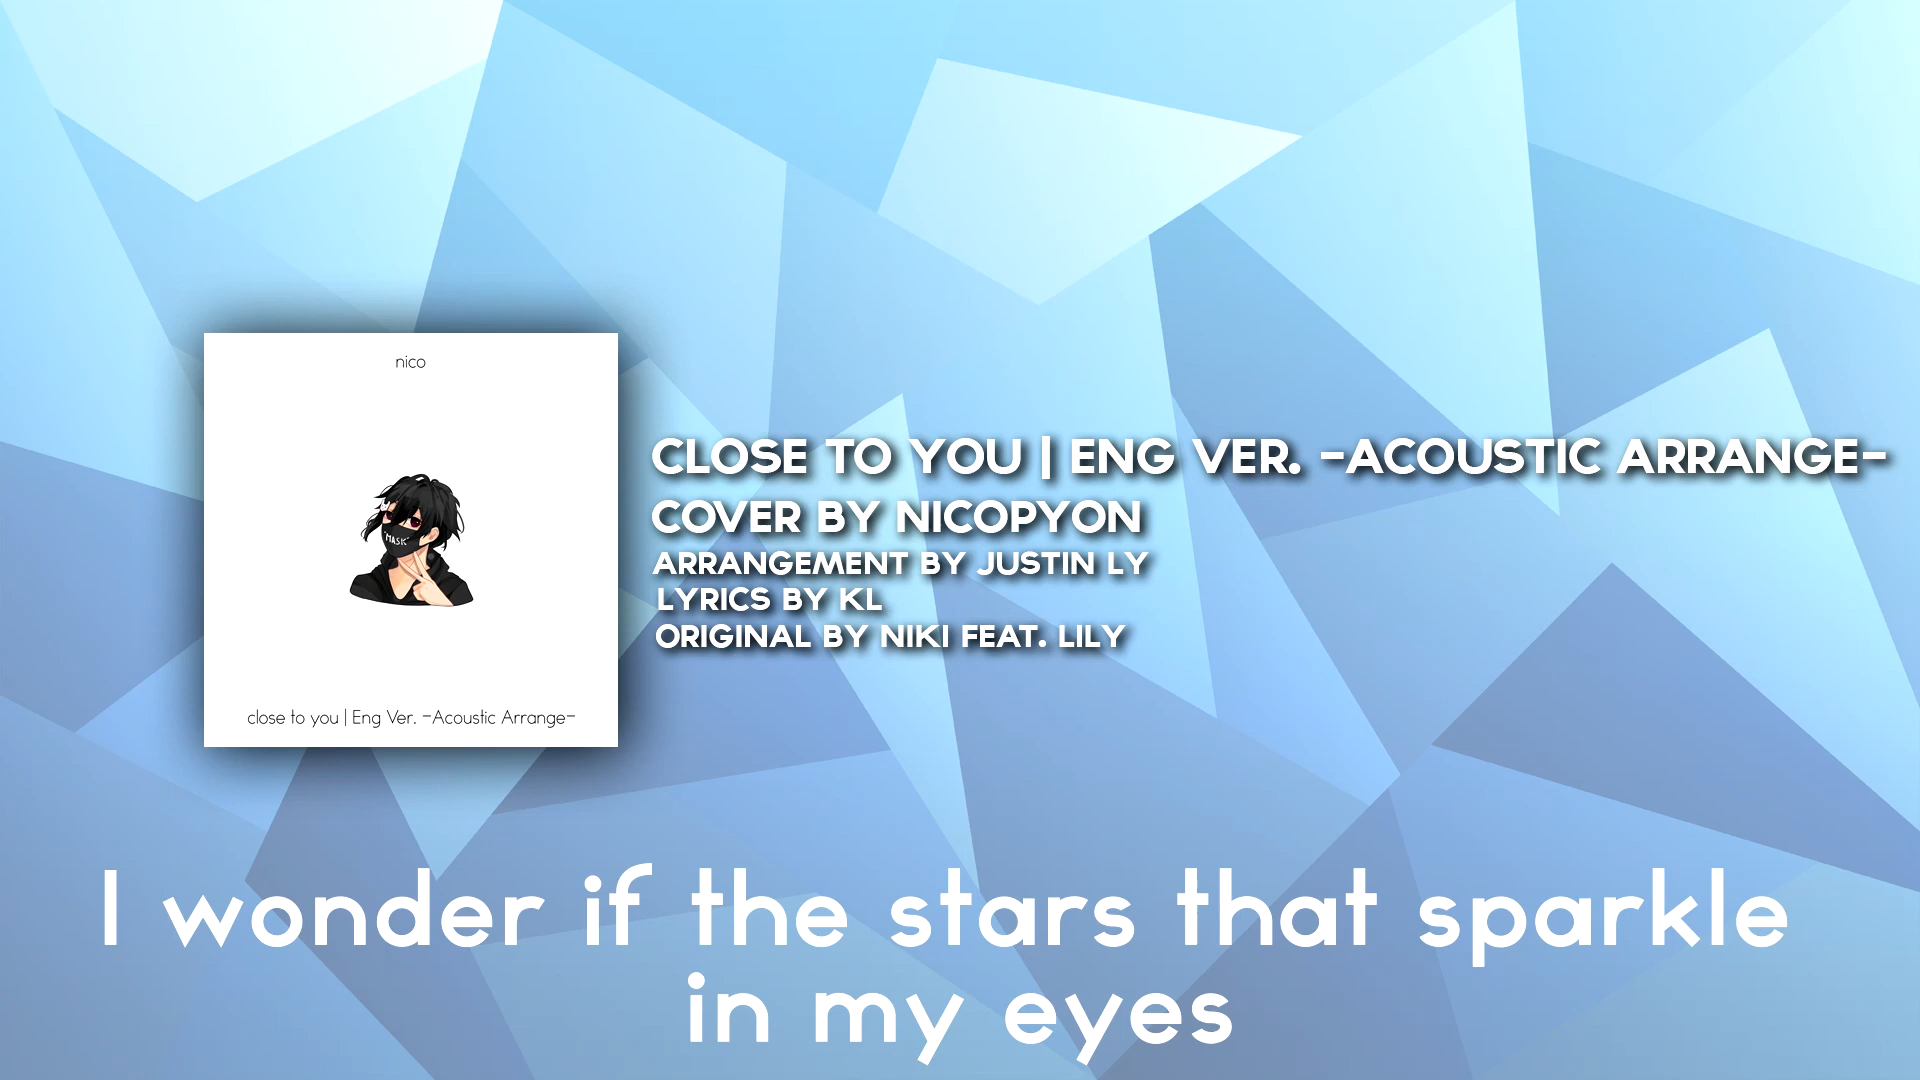 nico
"MASK"
close to you | Eng Ver. -Acoustic Arrange-
CLOSE TO YOU | ENG VER. -ACOUSTIC ARRANGE-
COVER BY NICOPYON
ARRANGEMENT BY JUSTIN LY
LYRICS BY KL
ORIGINAL BY NIKI FEAT. LILY
I wonder if the stars that sparkle
in my eyes